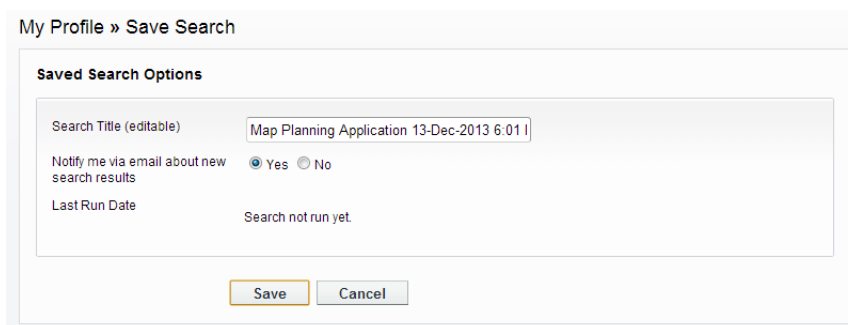 My Profile » Save Search
Saved Search Options
Search Title (editable)
Map Planning Application 13-Dec-2013 6:01
Notify me via email about new
search results
Yes No
Last Run Date
Search not run yet.
Save Cancel